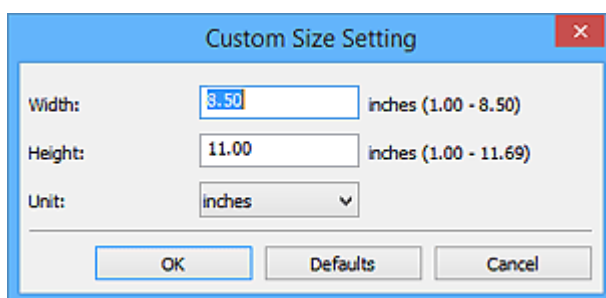 Custom Size Setting
Width: 8.50 inches (1.00 - 8.50)
Height: 11.00 inches (1.00 - 11.69)
Unit: inches
OK Defaults Cancel